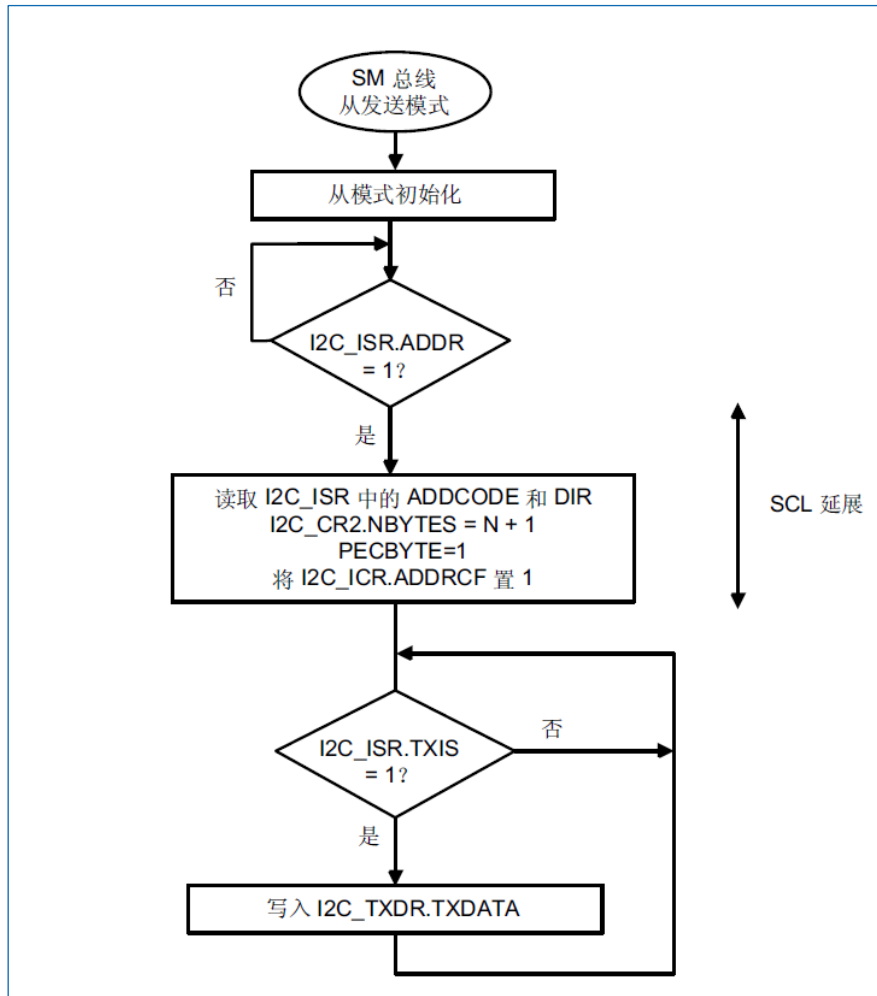 SM 总线
从发送模式
从模式初始化
否
I2C_ISR.ADDR
= 1?
是
读取 I2C_ISR 中的 ADDCODE 和 DIR
I2C_CR2.NBYTES = N + 1
PECBYTE=1
将 I2C_ICR.ADDRCF 置 1
SCL 延展
I2C_ISR.TXIS
= 1?
否
是
写入 I2C_TXDR.TXDATA